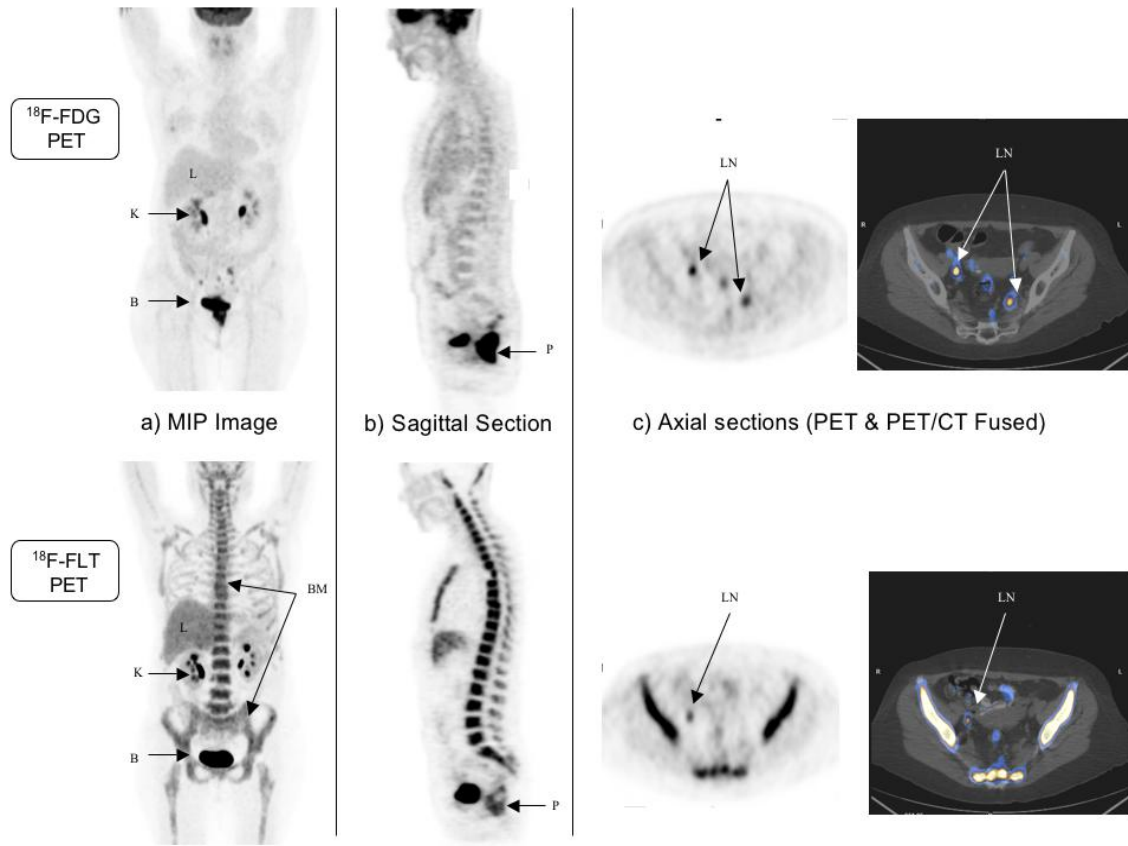 ¹⁸F-FDG
PET
L
K
B
a) MIP Image
P
b) Sagittal Section
LN
LN
R
L
c) Axial sections (PET & PET/CT Fused)
¹⁸F-FLT
PET
BM
L
K
B
P
LN
LN
R
L